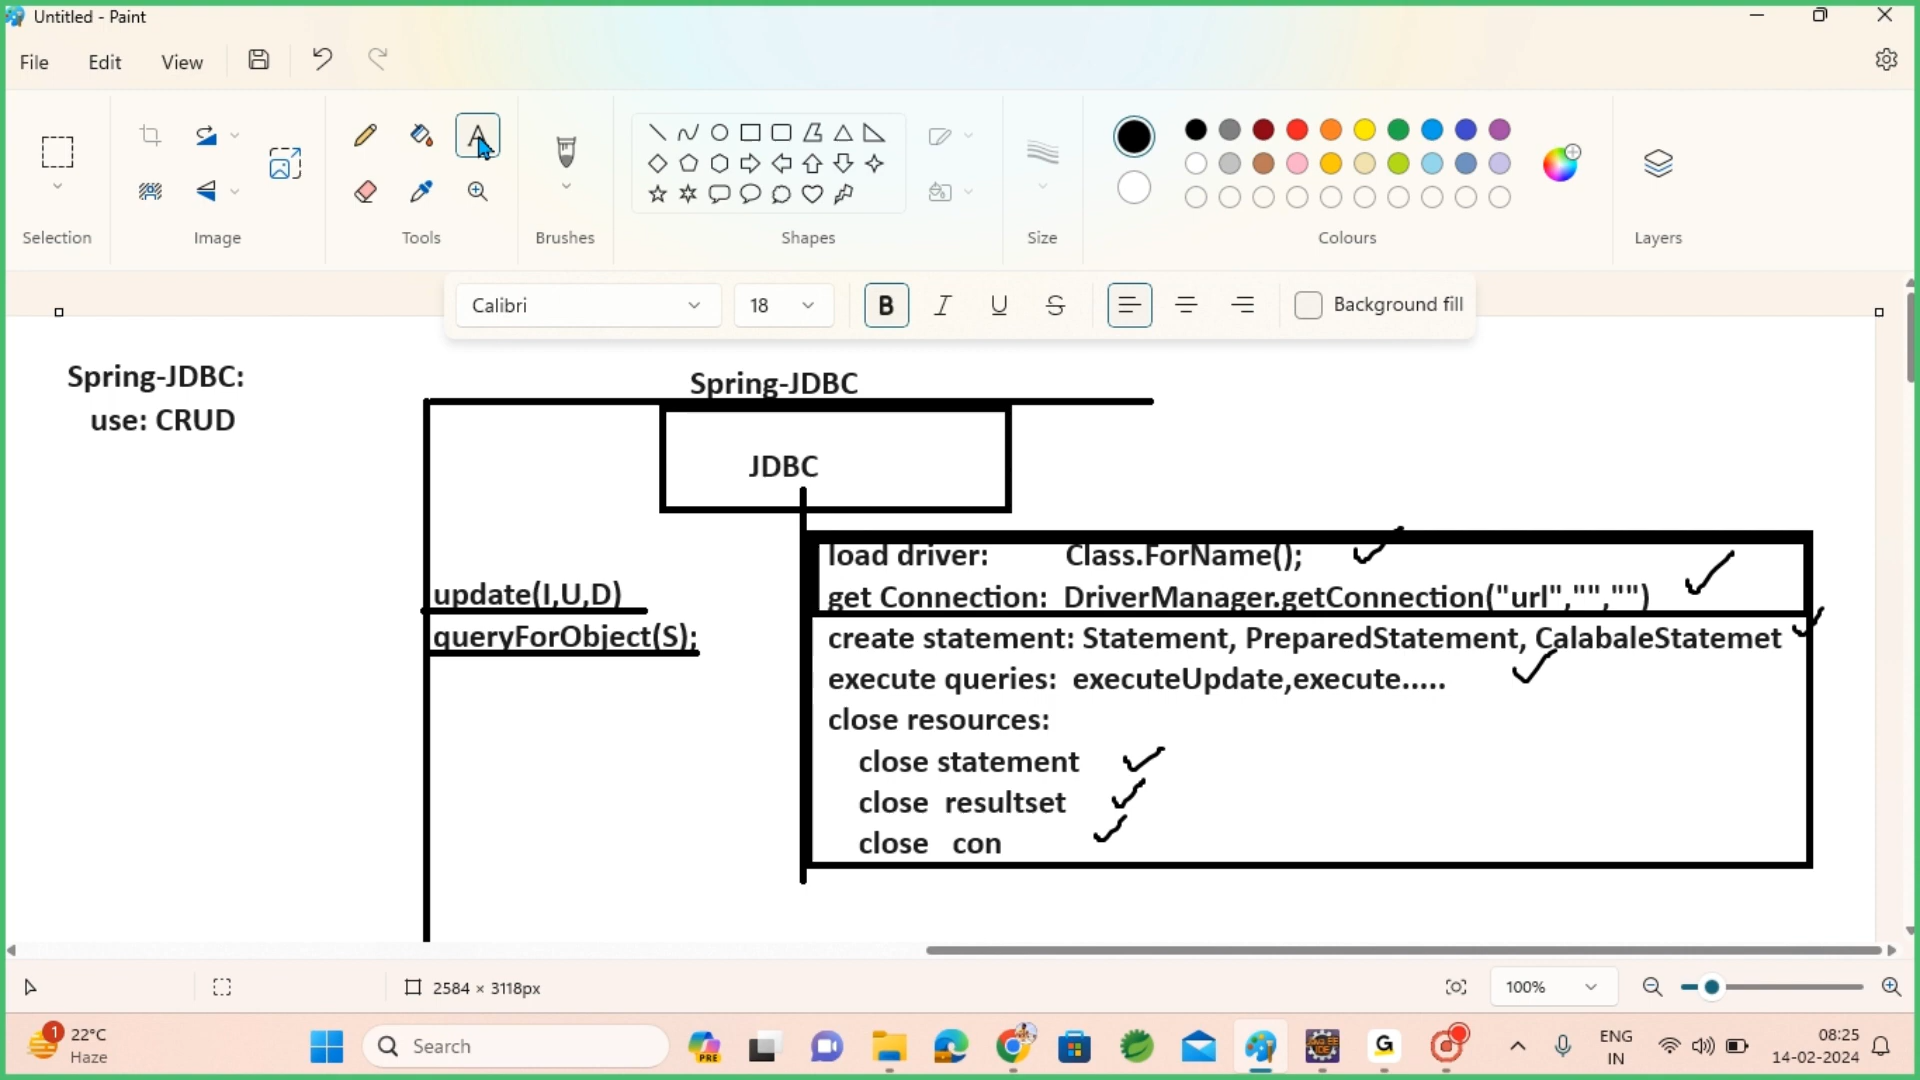 Untitled - Paint
File Edit View
Selection Image Tools Brushes Shapes Size Colours Layers
Calibri 18 B I U S Background fill
Spring-JDBC:
use: CRUD
Spring-JDBC
JDBC
load driver: Class.ForName();
get Connection: DriverManager.getConnection("url","","")
create statement: Statement, PreparedStatement, CalabaleStatemet
execute queries: executeUpdate,execute.....
close resources:
close statement
close resultset
close con
update(I,U,D)
queryForObject(S);
2584 × 3118px 100%
1 22°C
Haze
Search
PRE
ENG
IN
08:25
14-02-2024